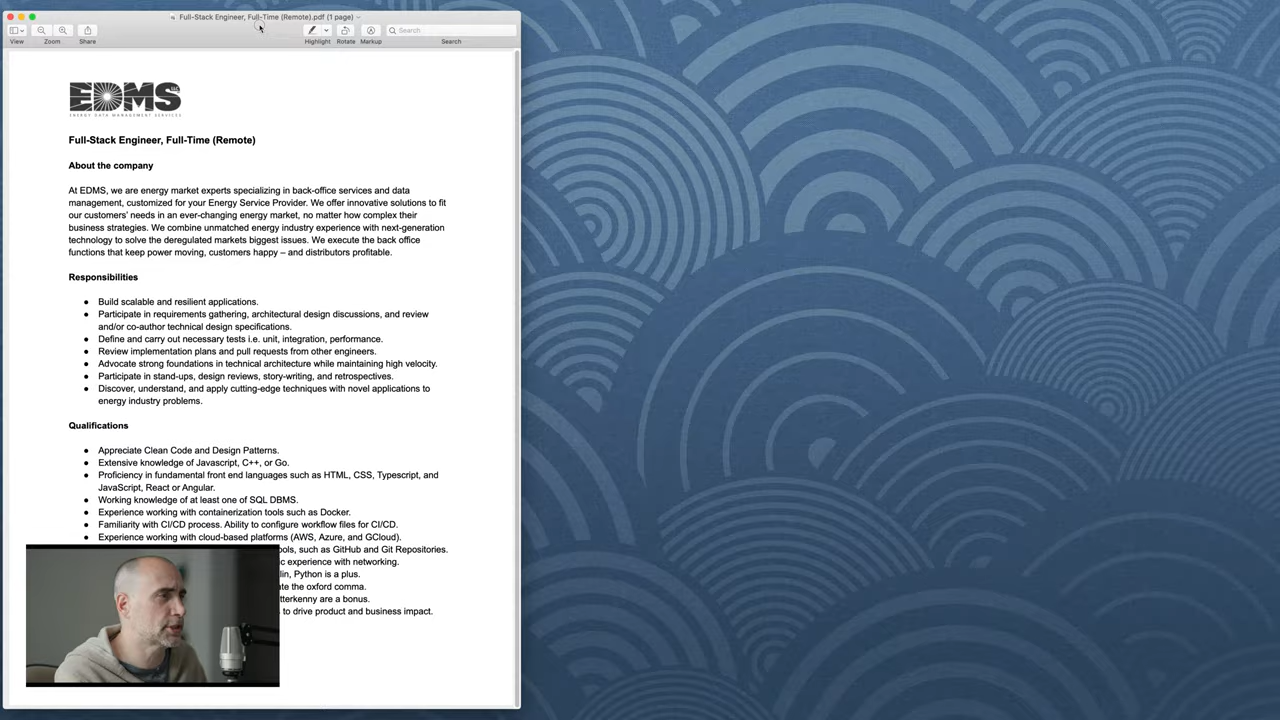 Full-Stack Engineer, Full-Time (Remote).pdf (1 page)
View
Zoom
Share
Highlight
Rotate
Markup
Search
Search
EDMS LLC
ENERGY DATA MANAGEMENT SERVICES
Full-Stack Engineer, Full-Time (Remote)
About the company
At EDMS, we are energy market experts specializing in back-office services and data
management, customized for your Energy Service Provider. We offer innovative solutions to fit
our customers' needs in an ever-changing energy market, no matter how complex their
business strategies. We combine unmatched energy industry experience with next-generation
technology to solve the deregulated markets biggest issues. We execute the back office
functions that keep power moving, customers happy – and distributors profitable.
Responsibilities
● Build scalable and resilient applications.
● Participate in requirements gathering, architectural design discussions, and review
and/or co-author technical design specifications.
● Define and carry out necessary tests i.e. unit, integration, performance.
● Review implementation plans and pull requests from other engineers.
● Advocate strong foundations in technical architecture while maintaining high velocity.
● Participate in stand-ups, design reviews, story-writing, and retrospectives.
● Discover, understand, and apply cutting-edge techniques with novel applications to
energy industry problems.
Qualifications
● Appreciate Clean Code and Design Patterns.
● Extensive knowledge of Javascript, C++, or Go.
● Proficiency in fundamental front end languages such as HTML, CSS, Typescript, and
JavaScript, React or Angular.
● Working knowledge of at least one of SQL DBMS.
● Experience working with containerization tools such as Docker.
● Familiarity with CI/CD process. Ability to configure workflow files for CI/CD.
● Experience working with cloud-based platforms (AWS, Azure, and GCloud).
ools, such as GitHub and Git Repositories.
c experience with networking.
lin, Python is a plus.
te the oxford comma.
tterkenny are a bonus.
to drive product and business impact.